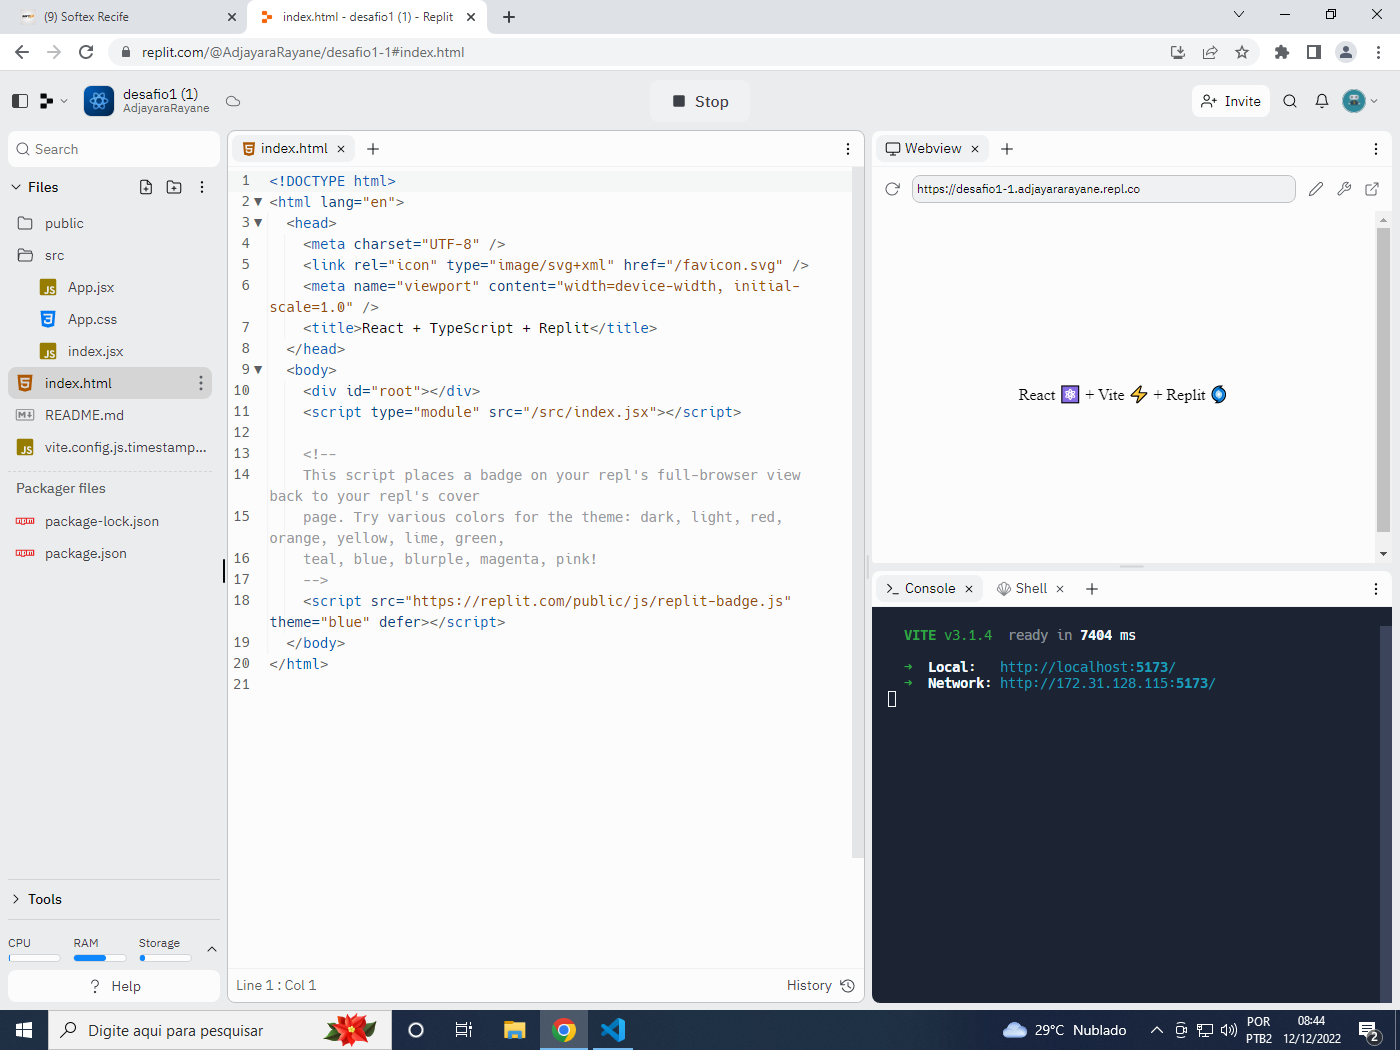 (9) Softex Recife
index.html - desafio1 (1) - Replit
replit.com/@AdjayaraRayane/desafio1-1#index.html
desafio1 (1)
AdjayaraRayane
Stop
Invite
Search
Files
public
src
App.jsx
App.css
index.jsx
index.html
README.md
vite.config.js.timestamp...
Packager files
package-lock.json
package.json
Tools
CPU
RAM
Storage
? Help
index.html
1 <!DOCTYPE html>
2 <html lang="en">
3 <head>
4 <meta charset="UTF-8" />
5 <link rel="icon" type="image/svg+xml" href="/favicon.svg" />
6 <meta name="viewport" content="width=device-width, initial-
scale=1.0" />
7 <title>React + TypeScript + Replit</title>
8 </head>
9 <body>
10 <div id="root"></div>
11 <script type="module" src="/src/index.jsx"></script>
12
13 <!--
14 This script places a badge on your repl's full-browser view
back to your repl's cover
15 page. Try various colors for the theme: dark, light, red,
orange, yellow, lime, green,
16 teal, blue, blurple, magenta, pink!
17 -->
18 <script src="https://replit.com/public/js/replit-badge.js"
theme="blue" defer></script>
19 </body>
20 </html>
21
Line 1 : Col 1
History
Webview
https://desafio1-1.adjayararayane.repl.co
React ⚛️ + Vite ⚡ + Replit 🌀
Console
Shell
VITE v3.1.4 ready in 7404 ms
➜ Local: http://localhost:5173/
➜ Network: http://172.31.128.115:5173/
Digite aqui para pesquisar
29°C Nublado
POR
PTB2
08:44
12/12/2022
2